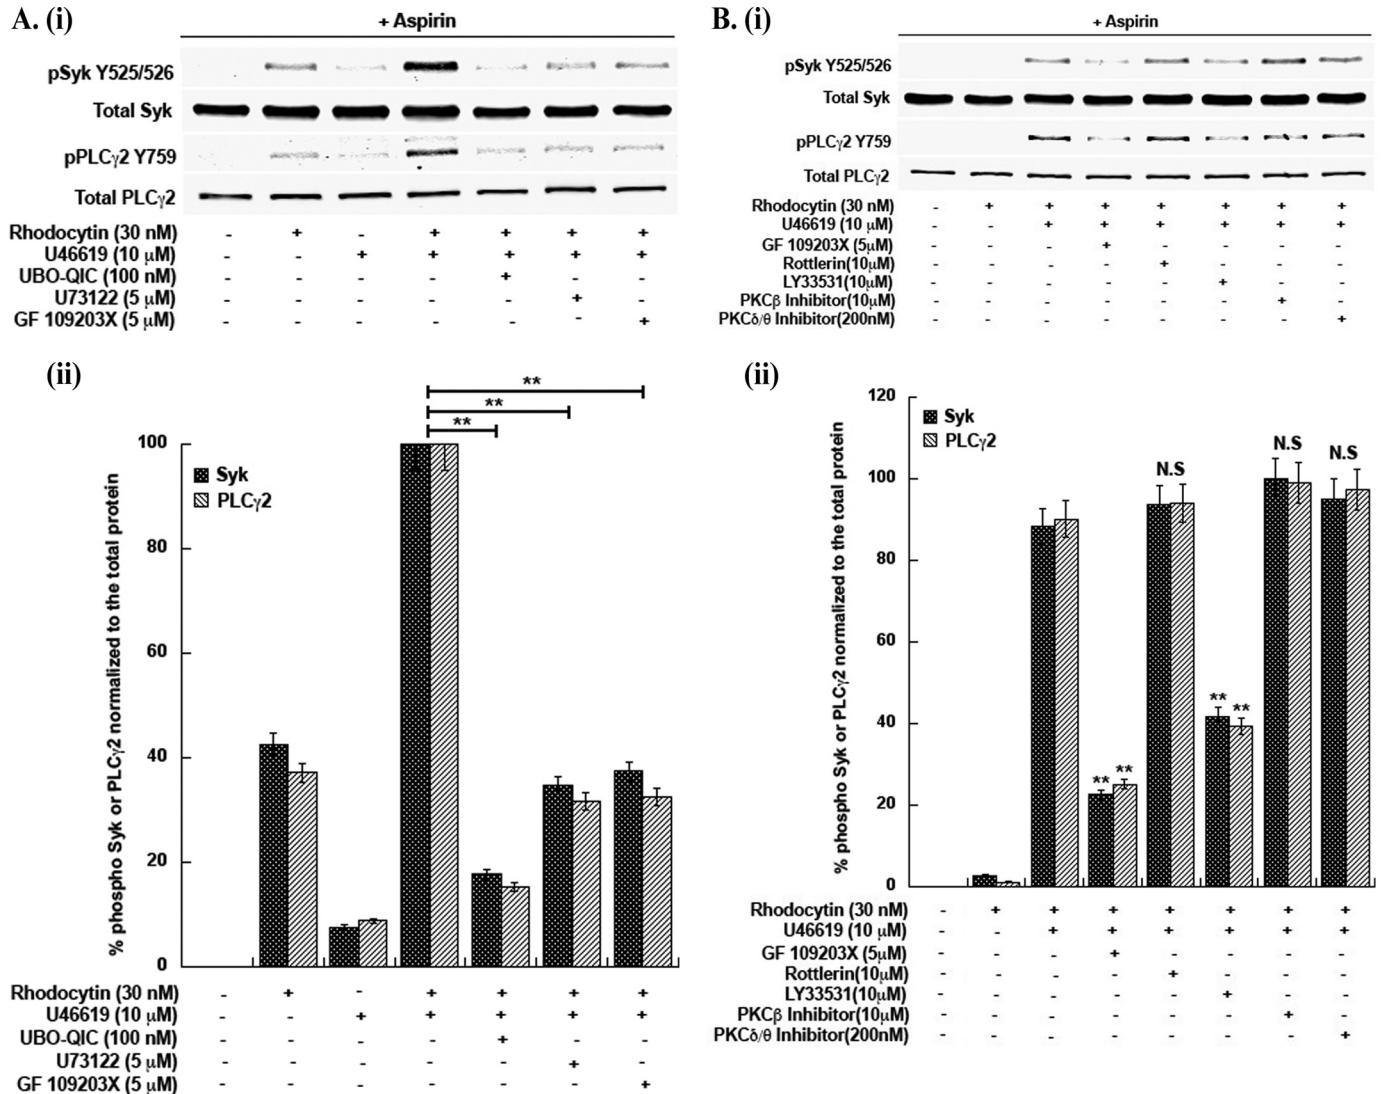 A. (i)
+ Aspirin
pSyk Y525/526
Total Syk
pPLCγ2 Y759
Total PLCγ2
Rhodocytin (30 nM) - + - + + + +
U46619 (10 μM) - - + + + + +
UBO-QIC (100 nM) - - - - + - -
U73122 (5 μM) - - - - - + -
GF 109203X (5 μM) - - - - - - +
(ii)
** 
** 
** 
Syk
PLCγ2
% phospho Syk or PLCγ2 normalized to the total protein
100
80
60
40
20
0
Rhodocytin (30 nM) - + - + + + +
U46619 (10 μM) - - + + + + +
UBO-QIC (100 nM) - - - - + - -
U73122 (5 μM) - - - - - + -
GF 109203X (5 μM) - - - - - - +
B. (i)
+ Aspirin
pSyk Y525/526
Total Syk
pPLCγ2 Y759
Total PLCγ2
Rhodocytin (30 nM) - + + + + + + +
U46619 (10 μM) - - + + + + + +
GF 109203X (5μM) - - - + - - - -
Rottlerin(10μM) - - - - + - - -
LY33531(10μM) - - - - - + - -
PKCβ Inhibitor(10μM) - - - - - - + -
PKCδ/θ Inhibitor(200nM) - - - - - - - +
(ii)
Syk
PLCγ2
% phospho Syk or PLCγ2 normalized to the total protein
120
100
80
60
40
20
0
** **
N.S
** **
N.S
N.S
Rhodocytin (30 nM) - + + + + + + +
U46619 (10 μM) - - + + + + + +
GF 109203X (5μM) - - - + - - - -
Rottlerin(10μM) - - - - + - - -
LY33531(10μM) - - - - - + - -
PKCβ Inhibitor(10μM) - - - - - - + -
PKCδ/θ Inhibitor(200nM) - - - - - - - +